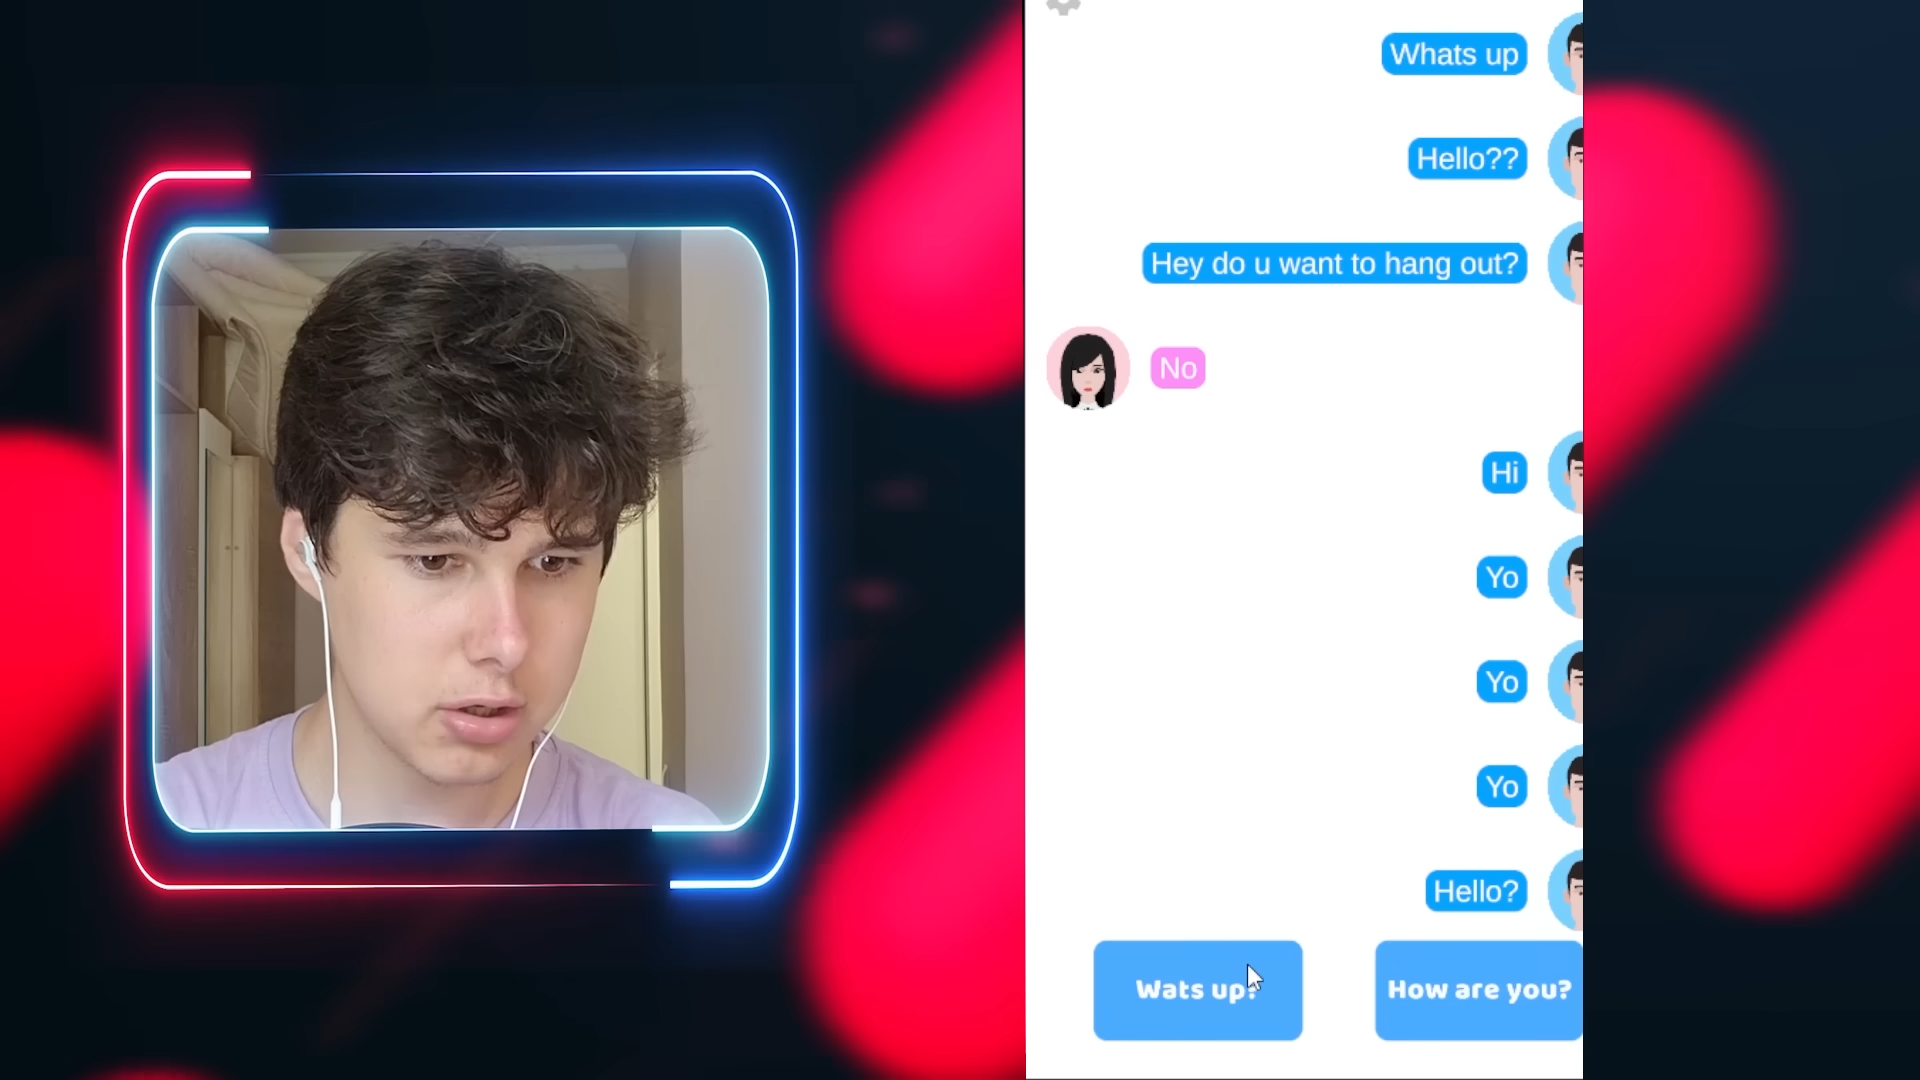 Whats up
Hello??
Hey do u want to hang out?
No
Hi
Yo
Yo
Yo
Hello?
Wats up?
How are you?